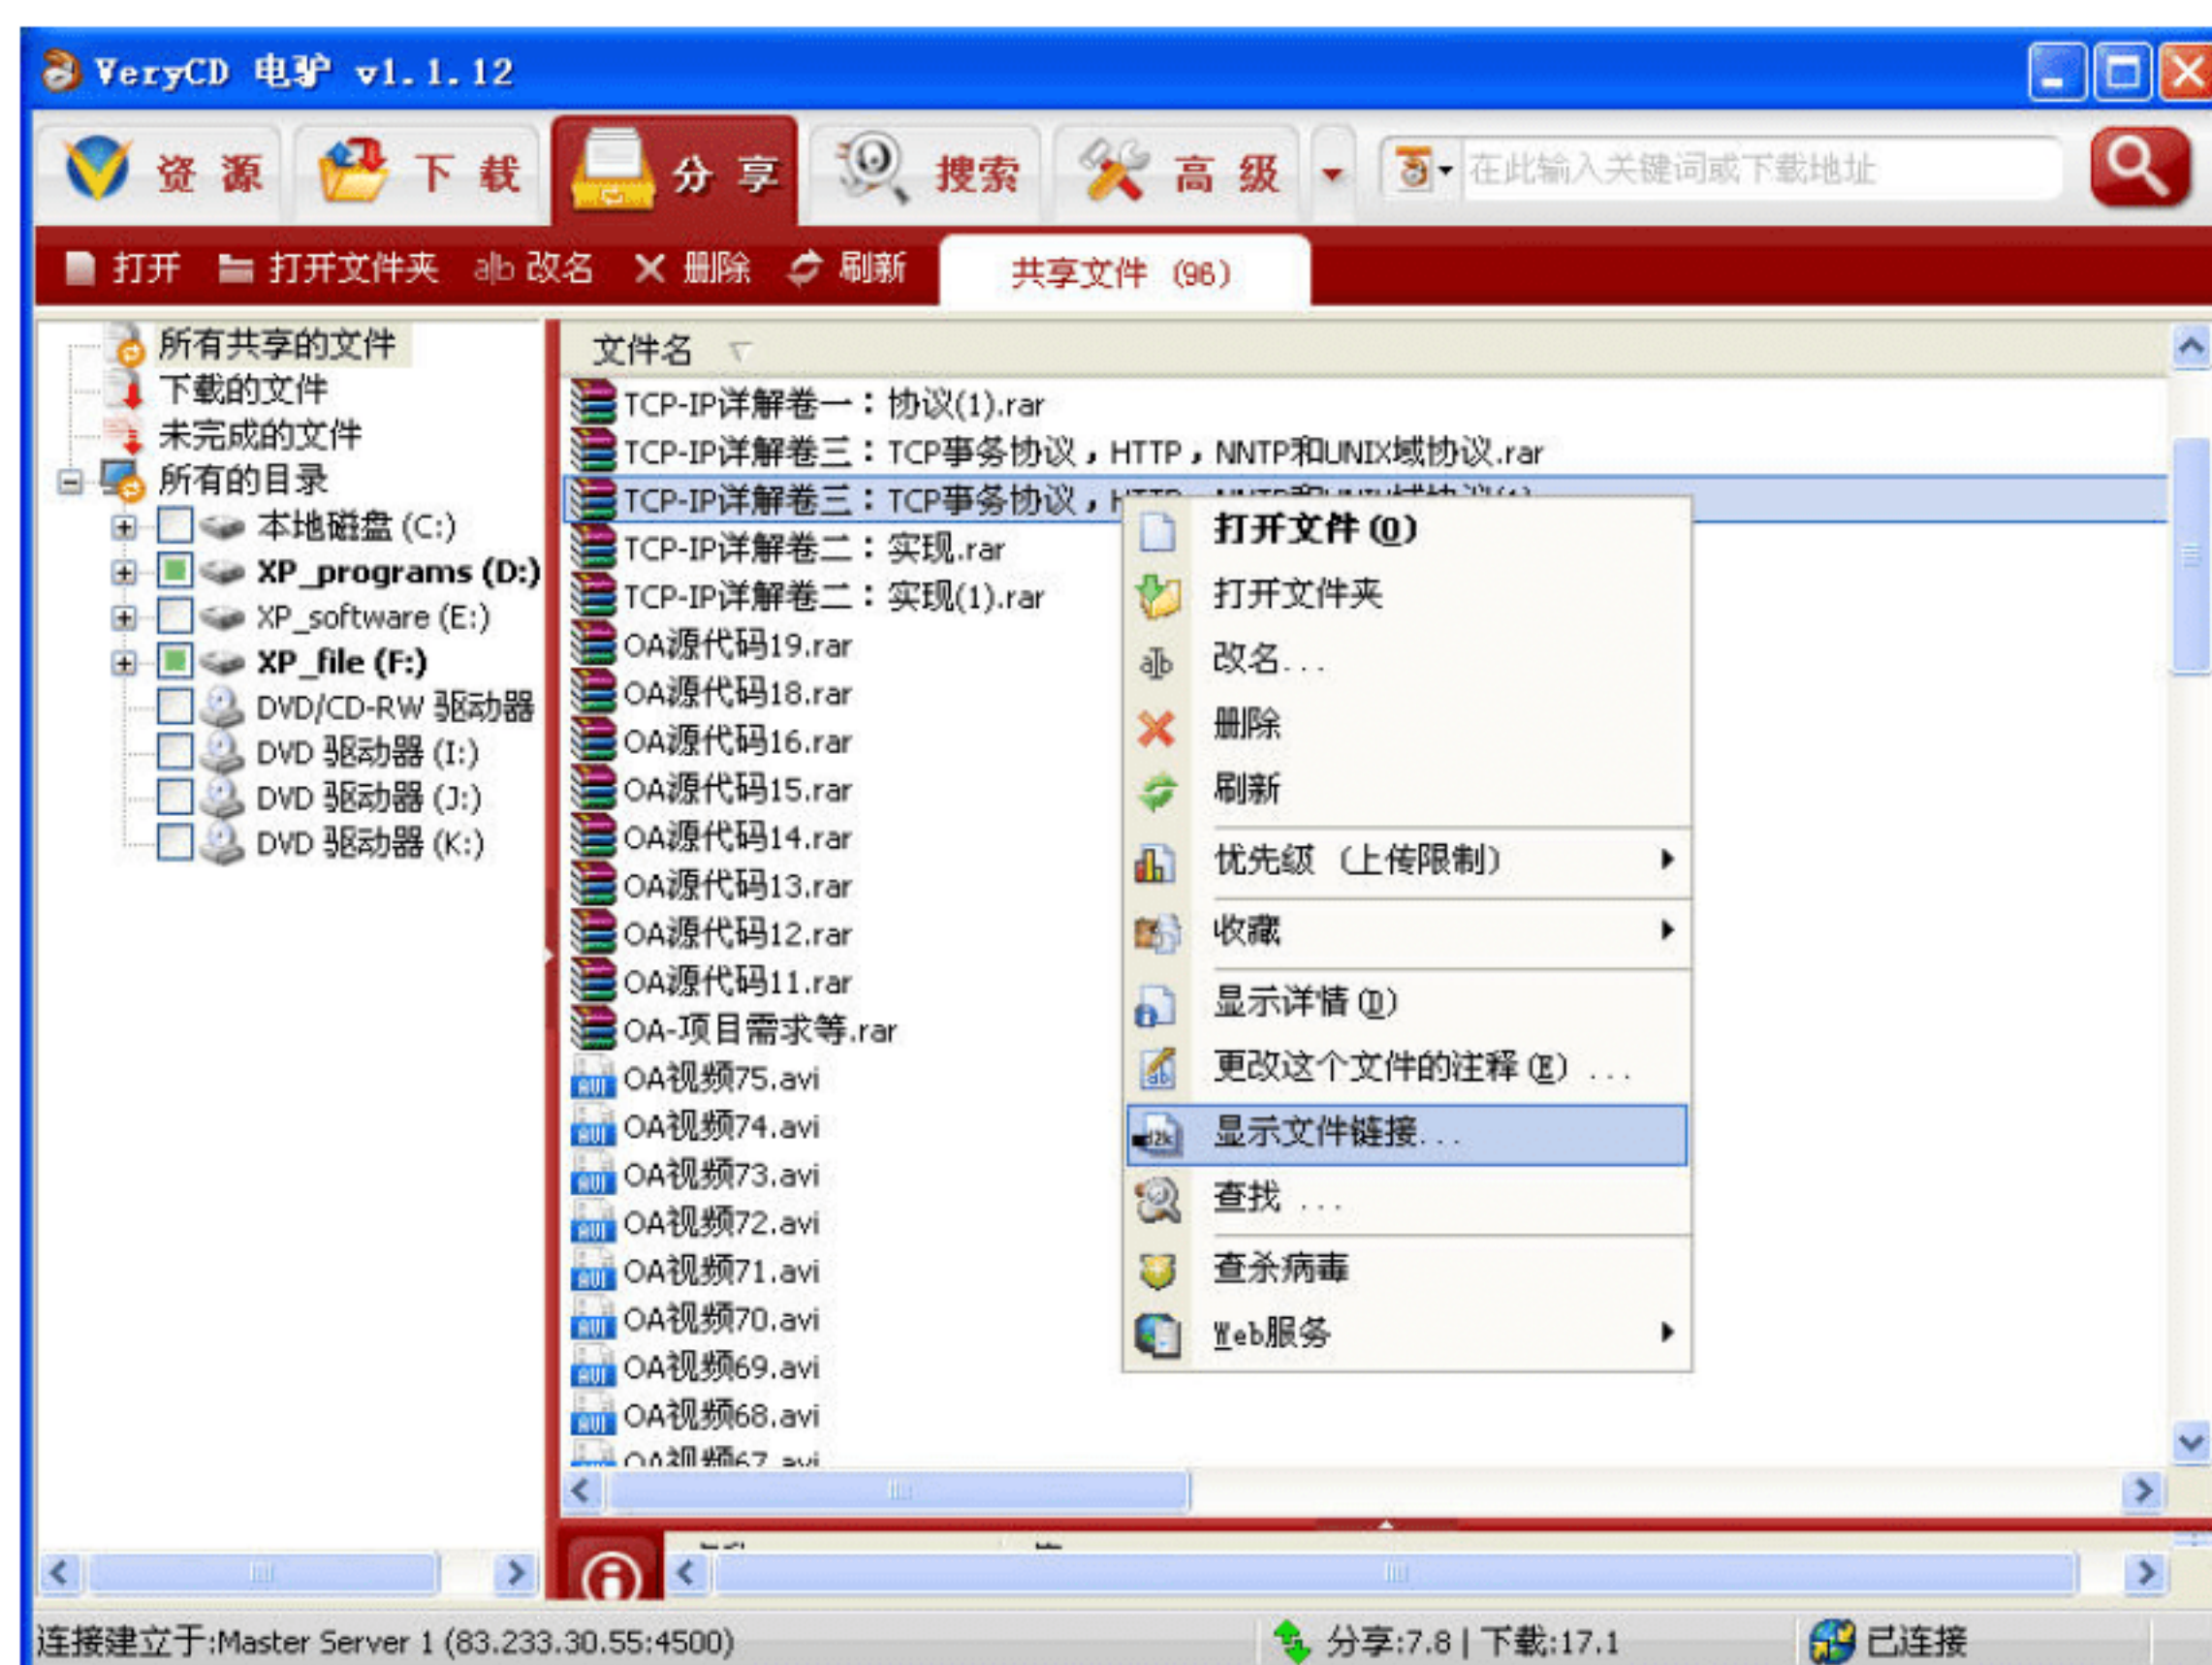 VeryCD 电驴 v1.1.12
资源 下载 分享 搜索 高级 在此输入关键词或下载地址
打开 打开文件夹 ab 改名 删除 刷新 共享文件 (96)
所有共享的文件
下载的文件
未完成的文件
所有的目录
本地磁盘 (C:)
XP_programs (D:)
XP_software (E:)
XP_file (F:)
DVD/CD-RW 驱动器
DVD 驱动器 (I:)
DVD 驱动器 (J:)
DVD 驱动器 (K:)
文件名
TCP-IP详解卷一：协议(1).rar
TCP-IP详解卷三：TCP事务协议，HTTP，NNTP和UNIX域协议.rar
TCP-IP详解卷三：TCP事务协议，
TCP-IP详解卷二：实现.rar
TCP-IP详解卷二：实现(1).rar
OA源代码19.rar
OA源代码18.rar
OA源代码16.rar
OA源代码15.rar
OA源代码14.rar
OA源代码13.rar
OA源代码12.rar
OA源代码11.rar
OA-项目需求等.rar
OA视频75.avi
OA视频74.avi
OA视频73.avi
OA视频72.avi
OA视频71.avi
OA视频70.avi
OA视频69.avi
OA视频68.avi
OA视频67.avi
打开文件(O)
打开文件夹
改名...
删除
刷新
优先级（上传限制）
收藏
显示详情(D)
更改这个文件的注释(E) ...
显示文件链接...
查找 ...
查杀病毒
Web服务
连接建立于:Master Server 1 (83.233.30.55:4500)
分享:7.8 | 下载:17.1
已连接